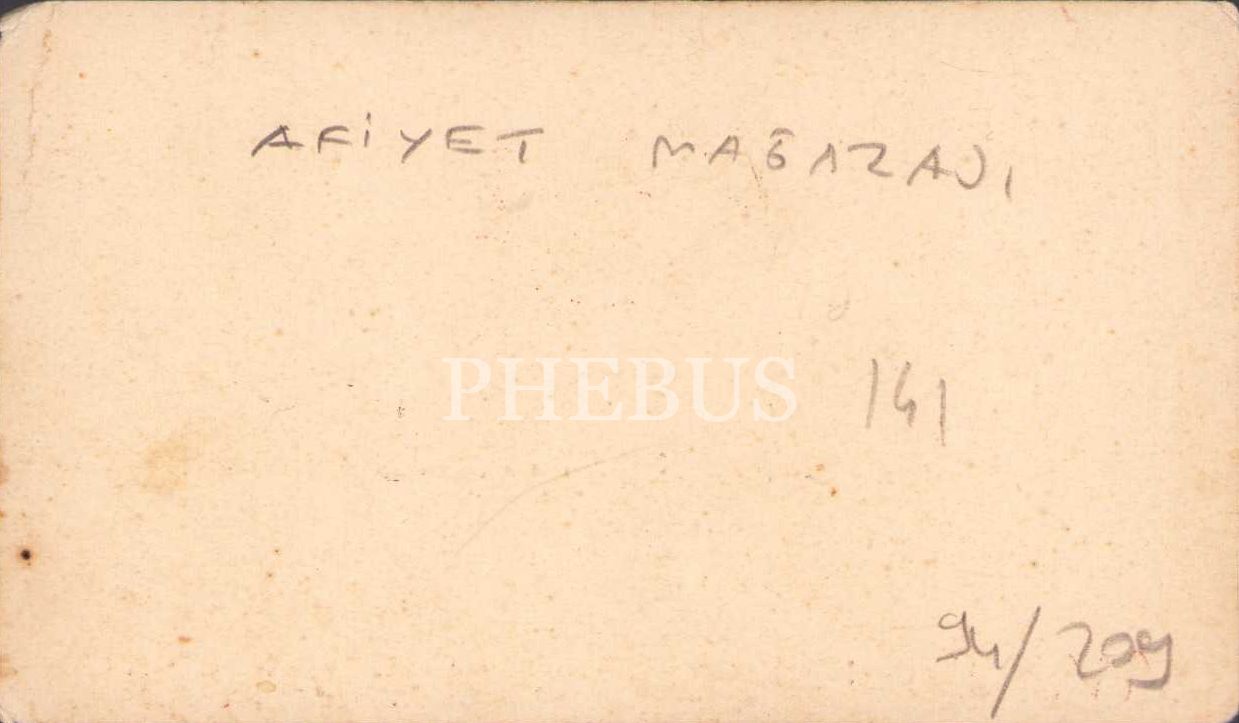 AFİYET MAĞAZASI
PHEBUS
141
94/209